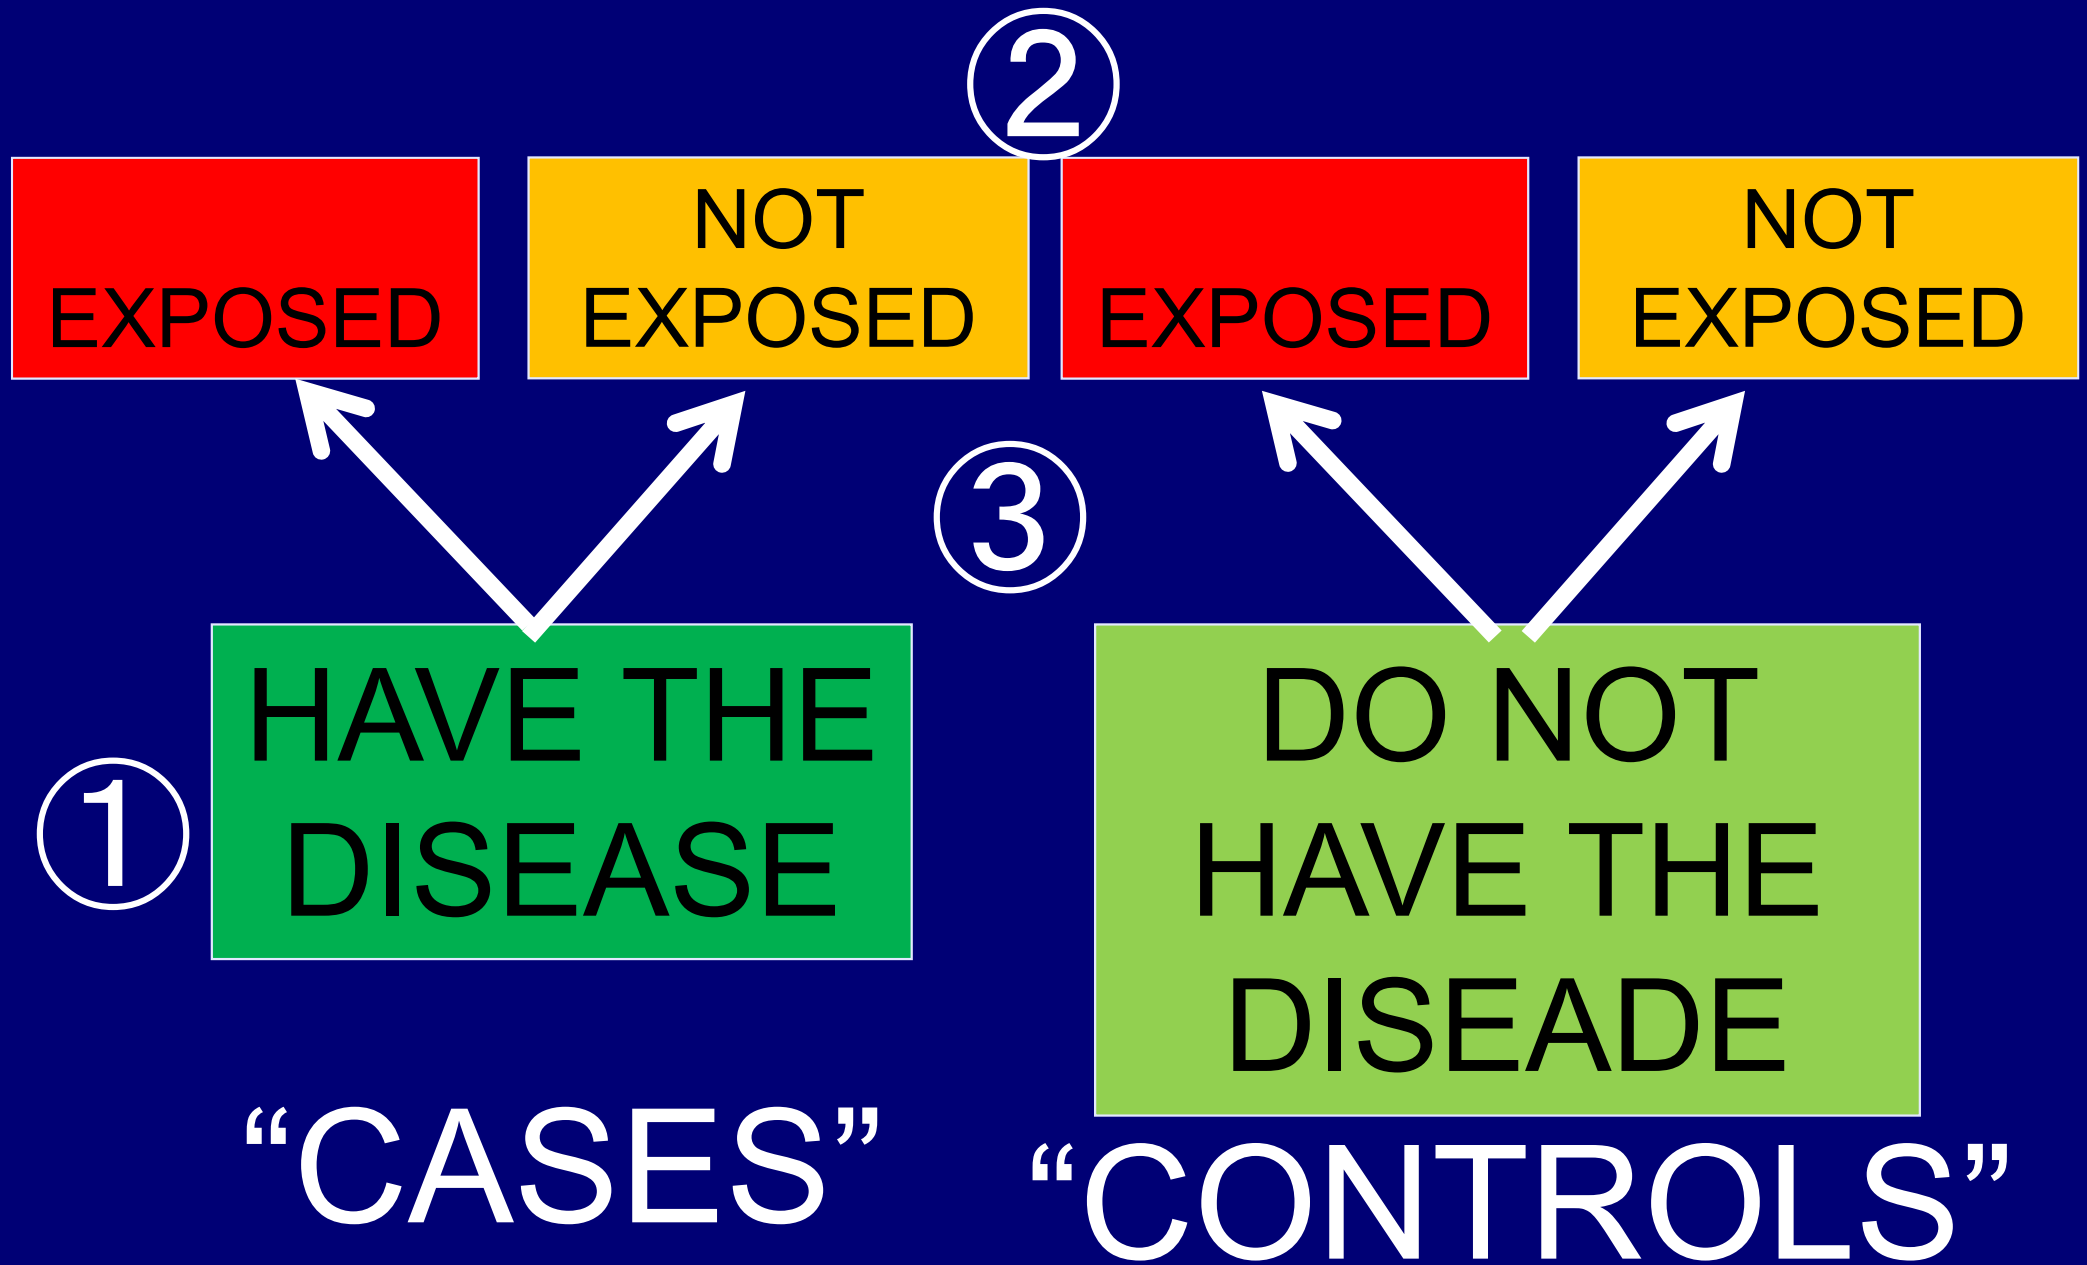 ②
EXPOSED
NOT
EXPOSED
EXPOSED
NOT
EXPOSED
③
①
HAVE THE
DISEASE
DO NOT
HAVE THE
DISEADE
“CASES”
“CONTROLS”